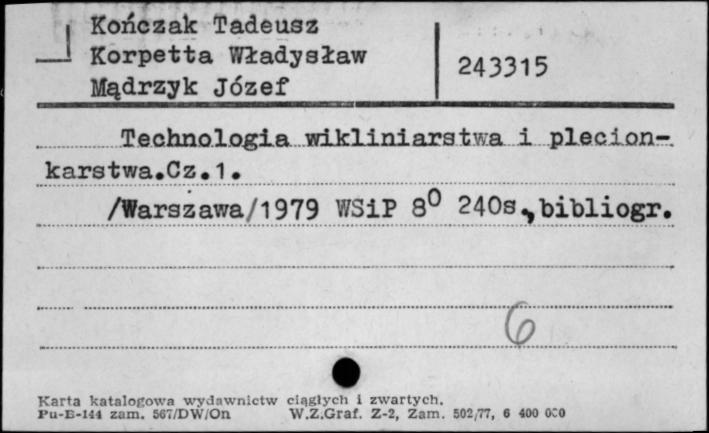 Kończak Tadeusz
Korpetta Władysław
Mądrzyk Józef
243315
Technologia wikliniarstwa i plecion-
karstwa.Cz.1.
/Warszawa/1979 WSiP 8⁰ 240s.,bibliogr.
6
Karta katalogowa wydawnictw ciągłych i zwartych.
Pu-B-144 zam. 567/DW/On W.Z.Graf. Z-2, Zam. 502/77, 6 400 000